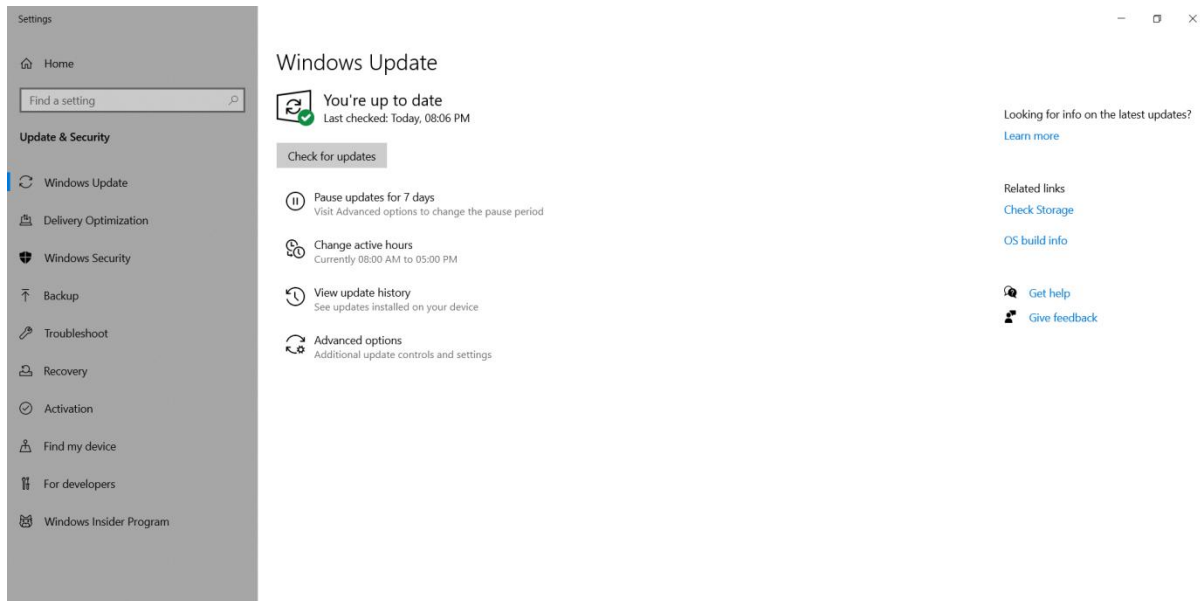 Settings
Home
Find a setting
Update & Security
Windows Update
Delivery Optimization
Windows Security
Backup
Troubleshoot
Recovery
Activation
Find my device
For developers
Windows Insider Program
Windows Update
You're up to date
Last checked: Today, 08:06 PM
Check for updates
Pause updates for 7 days
Visit Advanced options to change the pause period
Change active hours
Currently 08:00 AM to 05:00 PM
View update history
See updates installed on your device
Advanced options
Additional update controls and settings
Looking for info on the latest updates?
Learn more
Related links
Check Storage
OS build info
Get help
Give feedback